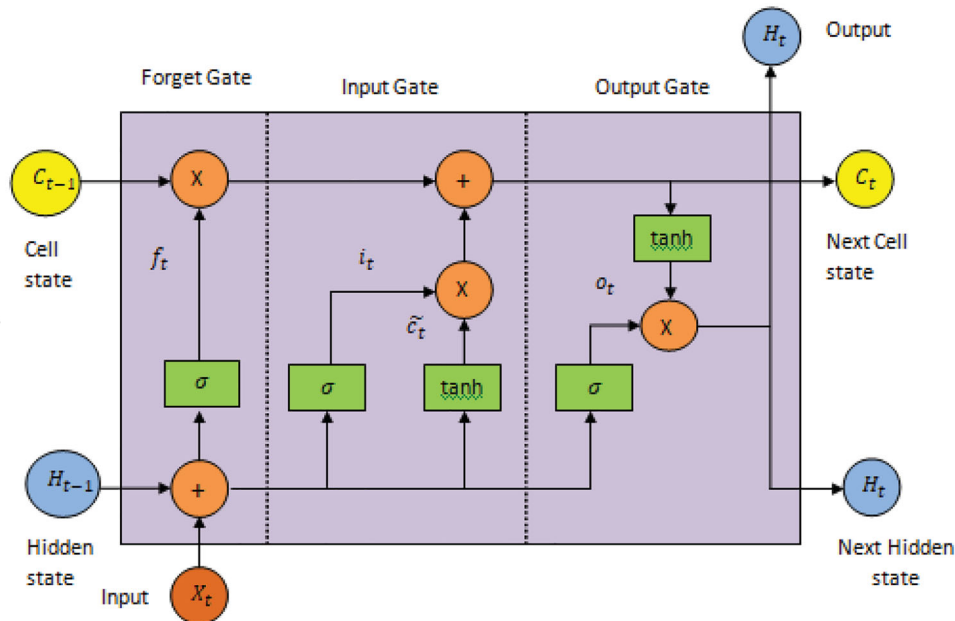 H_t Output
Forget Gate
Input Gate
Output Gate
C_{t−1} X + C_t
Cell
state
Next Cell
state
tanh
f_t i_t o_t
X
X
c̃_t
σ σ tanh σ
H_{t−1} + H_t
Hidden
state
Next Hidden
state
Input X_t